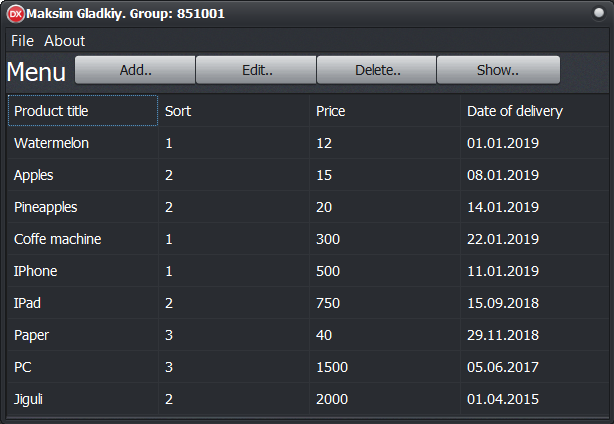 DX Maksim Gladkiy. Group: 851001
File About
Menu Add.. Edit.. Delete.. Show..
Product title Sort Price Date of delivery
Watermelon 1 12 01.01.2019
Apples 2 15 08.01.2019
Pineapples 2 20 14.01.2019
Coffe machine 1 300 22.01.2019
IPhone 1 500 11.01.2019
IPad 2 750 15.09.2018
Paper 3 40 29.11.2018
PC 3 1500 05.06.2017
Jiguli 2 2000 01.04.2015